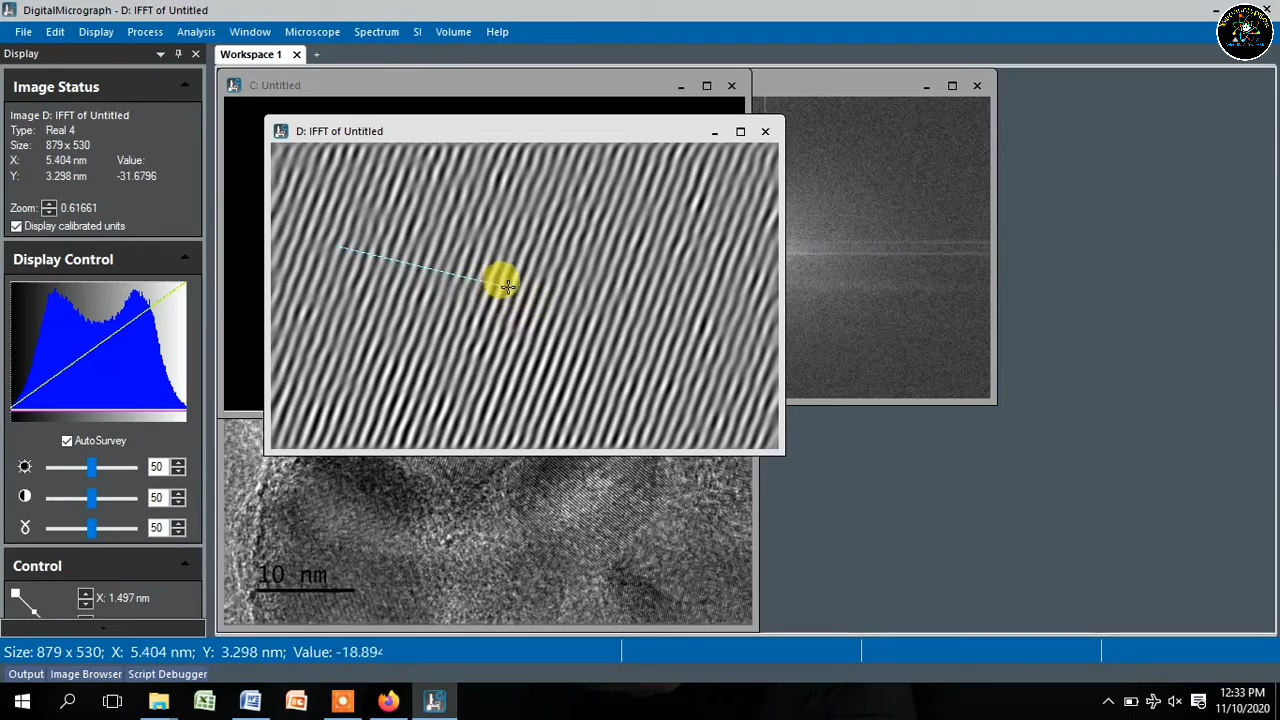 DigitalMicrograph - D: IFFT of Untitled
File Edit Display Process Analysis Window Microscope Spectrum SI Volume Help
Display
Workspace 1
Image Status
C: Untitled
Image D: IFFT of Untitled
Type: Real 4
Size: 879 x 530
X: 5.404 nm Value:
Y: 3.298 nm -31.6796
D: IFFT of Untitled
Zoom: 0.61661
Display calibrated units
Display Control
AutoSurvey
50
50
50
Control
X: 1.497 nm
10 nm
Size: 879 x 530; X: 5.404 nm; Y: 3.298 nm; Value: -18.894
Output Image Browser Script Debugger
12:33 PM
11/10/2020